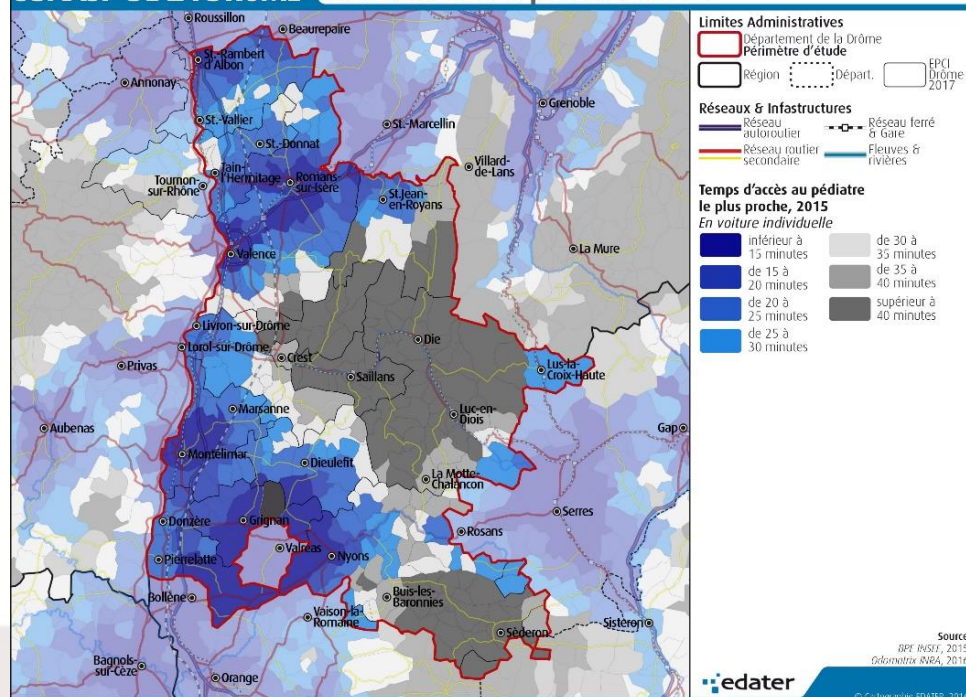 Limites Administratives
Département de la Drôme
Périmètre d'étude
Région
Départ.
EPCI
Drôme
2017
Réseaux & Infastructures
Réseau
autoroutier
Réseau ferré
& Gare
Réseau routier
secondaire
Fleuves &
rivières
Temps d'accès au pédiatre
le plus proche, 2015
En voiture individuelle
inférieur à
15 minutes
de 15 à
20 minutes
de 20 à
25 minutes
de 25 à
30 minutes
de 30 à
35 minutes
de 35 à
40 minutes
supérieur à
40 minutes
Roussillon
Beaurepaire
St.-Rambert
d'Albon
Annonay
Grenoble
St.-Vallier
St.-Marcellin
St.-Donnat
Villard-
de-Lans
Tain-
l'Hermitage
Tournon-
sur-Rhône
Romans-
sur-Isère
St.Jean-
en-Royans
La Mure
Valence
Livron-sur-Drôme
Loriol-sur-Drôme
Die
Crest
Privas
Saillans
Lus-la-
Croix-Haute
Marsanne
Luc-en-
Diois
Aubenas
Gap
Montélimar
Dieulefit
La Motte-
Chalancon
Donzère
Grignan
Rosans
Serres
Valréas
Nyons
Pierrelatte
Bollène
Buis-les-
Baronnies
Vaison-la-
Romaine
Séderon
Sistéron
Bagnols-
sur-Cèze
Orange
Source
BPE INSEE, 2015
Odomatrix INRA, 2016
edater